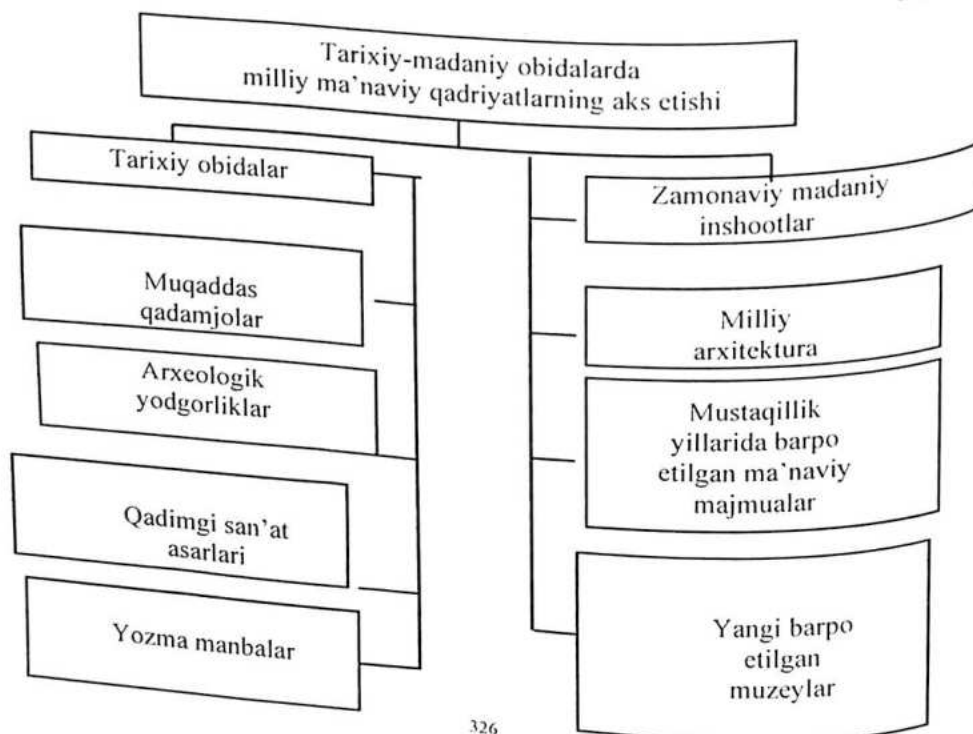 Tarixiy-madaniy obidalarda
milliy ma'naviy qadriyatlarning aks etishi
Tarixiy obidalar
Muqaddas
qadamjolar
Arxeologik
yodgorliklar
Qadimgi san'at
asarlari
Yozma manbalar
Zamonaviy madaniy
inshootlar
Milliy
arxitektura
Mustaqillik
yillarida barpo
etilgan ma'naviy
majmualar
Yangi barpo
etilgan
muzeylar
326